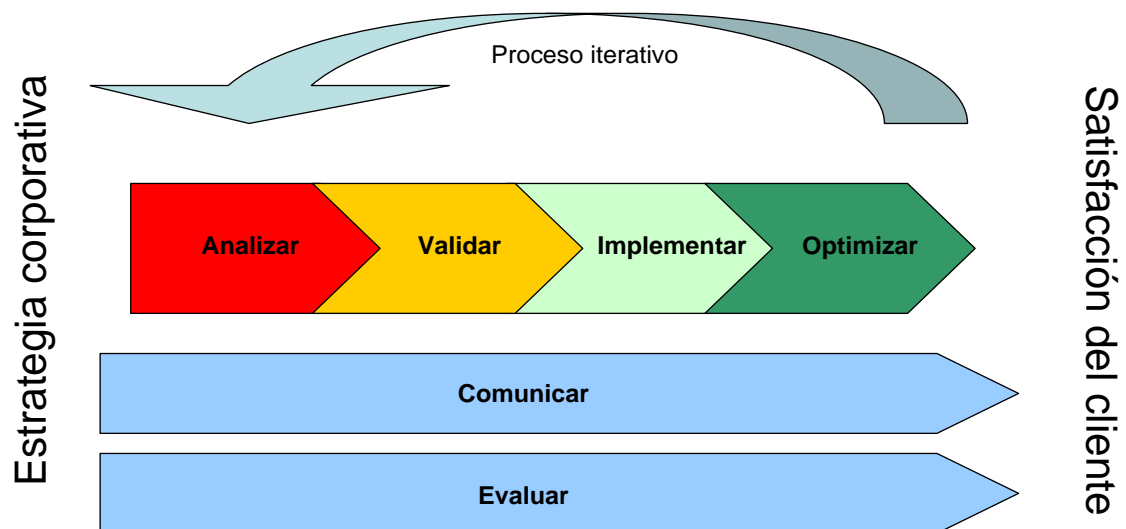 Proceso iterativo
Estrategia corporativa
Analizar
Validar
Implementar
Optimizar
Comunicar
Evaluar
Satisfacción del cliente